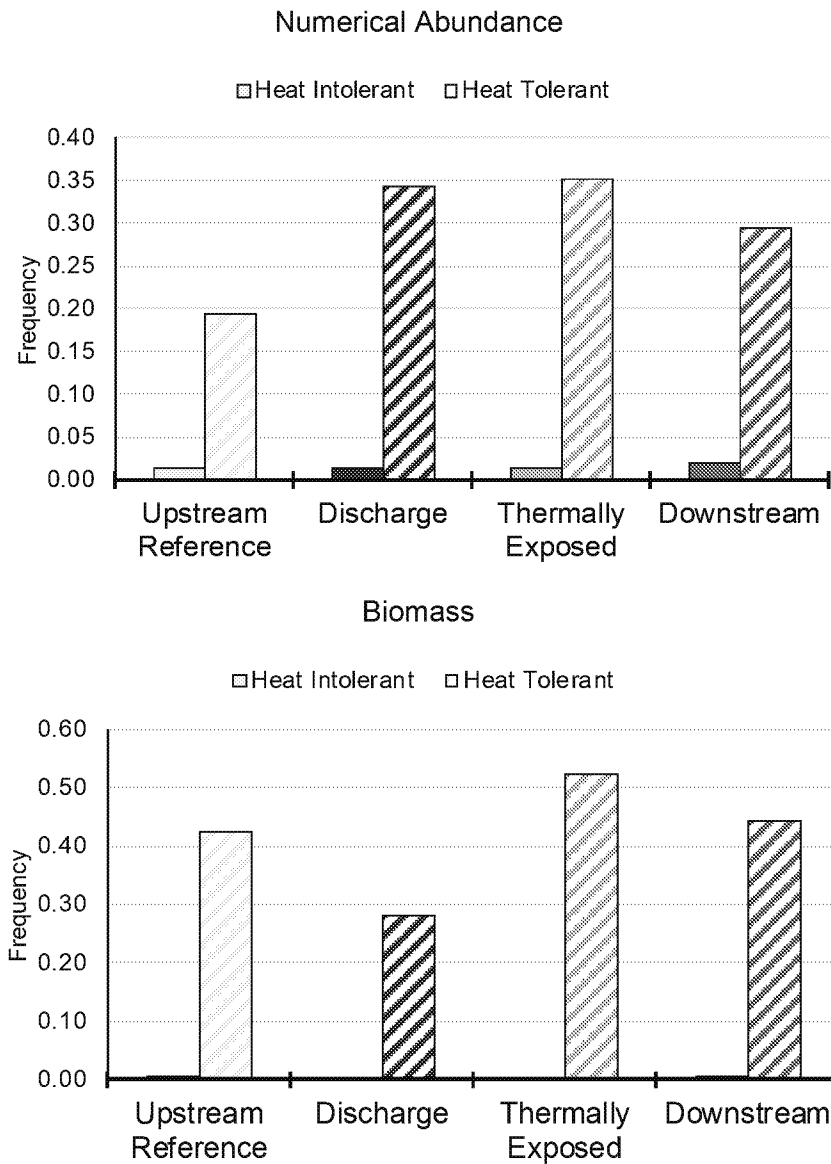 Numerical Abundance
Heat Intolerant Heat Tolerant
0.40
0.35
0.30
0.25
0.20
0.15
0.10
0.05
0.00
Frequency
Upstream Reference
Discharge
Thermally Exposed
Downstream
Biomass
Heat Intolerant Heat Tolerant
0.60
0.50
0.40
0.30
0.20
0.10
0.00
Frequency
Upstream Reference
Discharge
Thermally Exposed
Downstream